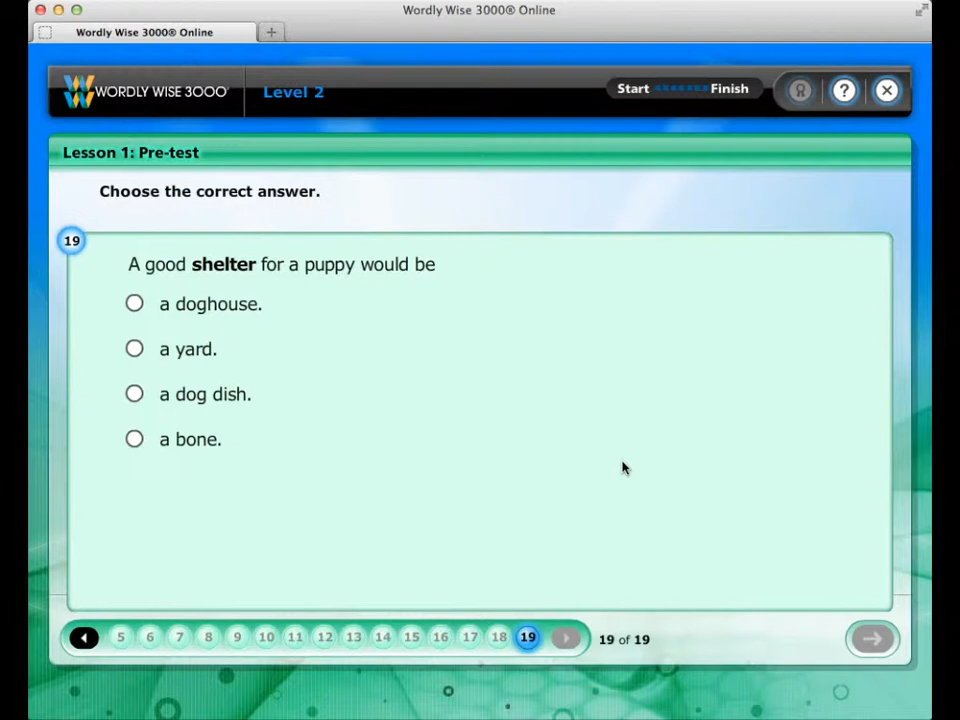 Wordly Wise 3000® Online
Wordly Wise 3000® Online
WORDLY WISE 3000®
Level 2
Start Finish
?
Lesson 1: Pre-test
Choose the correct answer.
19
A good shelter for a puppy would be
a doghouse.
a yard.
a dog dish.
a bone.
5 6 7 8 9 10 11 12 13 14 15 16 17 18 19
19 of 19